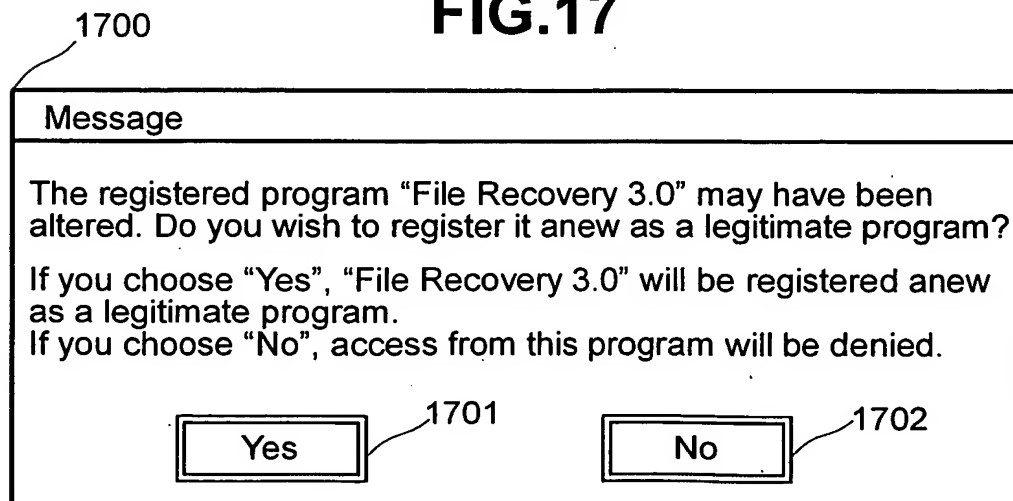 FIG.17
1700
Message
The registered program “File Recovery 3.0” may have been
altered. Do you wish to register it anew as a legitimate program?
If you choose “Yes”, “File Recovery 3.0” will be registered anew
as a legitimate program.
If you choose “No”, access from this program will be denied.
1701
1702
Yes
No